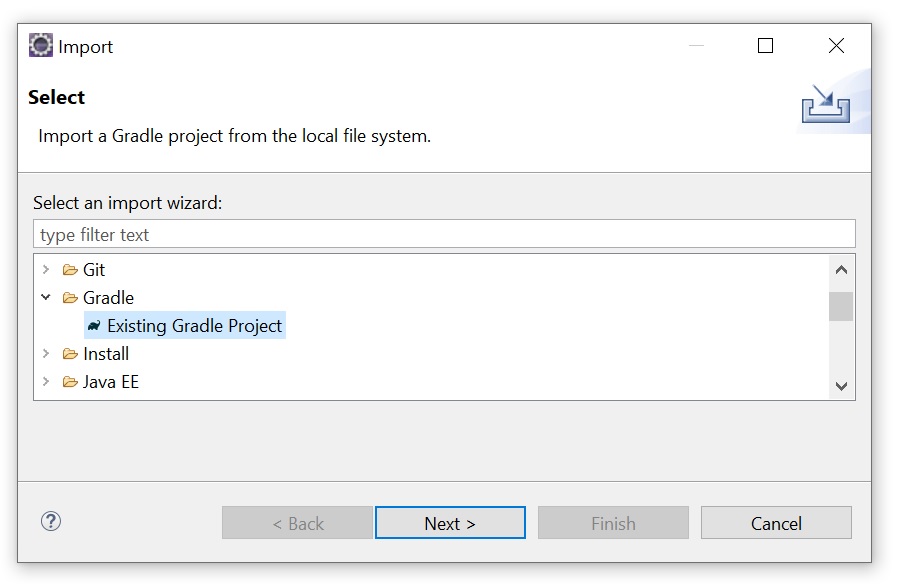 Import
Select
Import a Gradle project from the local file system.
Select an import wizard:
type filter text
Git
Gradle
Existing Gradle Project
Install
Java EE
? < Back Next > Finish Cancel